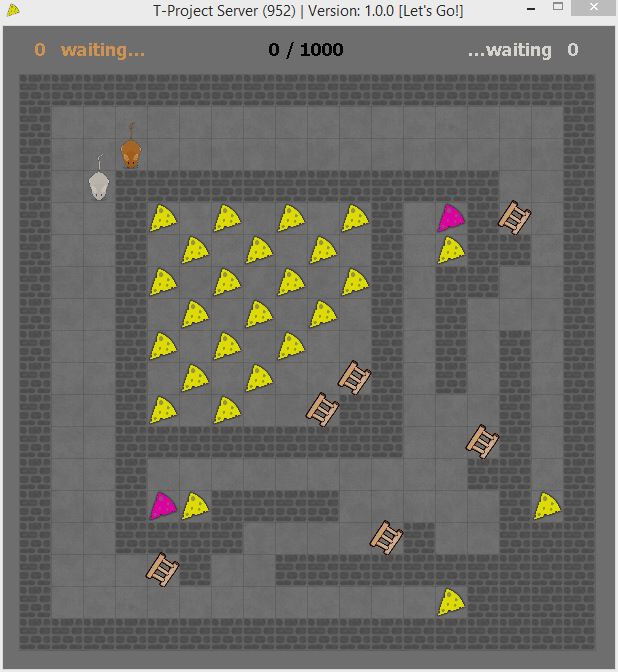 T-Project Server (952) | Version: 1.0.0 [Let's Go!]
0 waiting... 0 / 1000 ...waiting 0